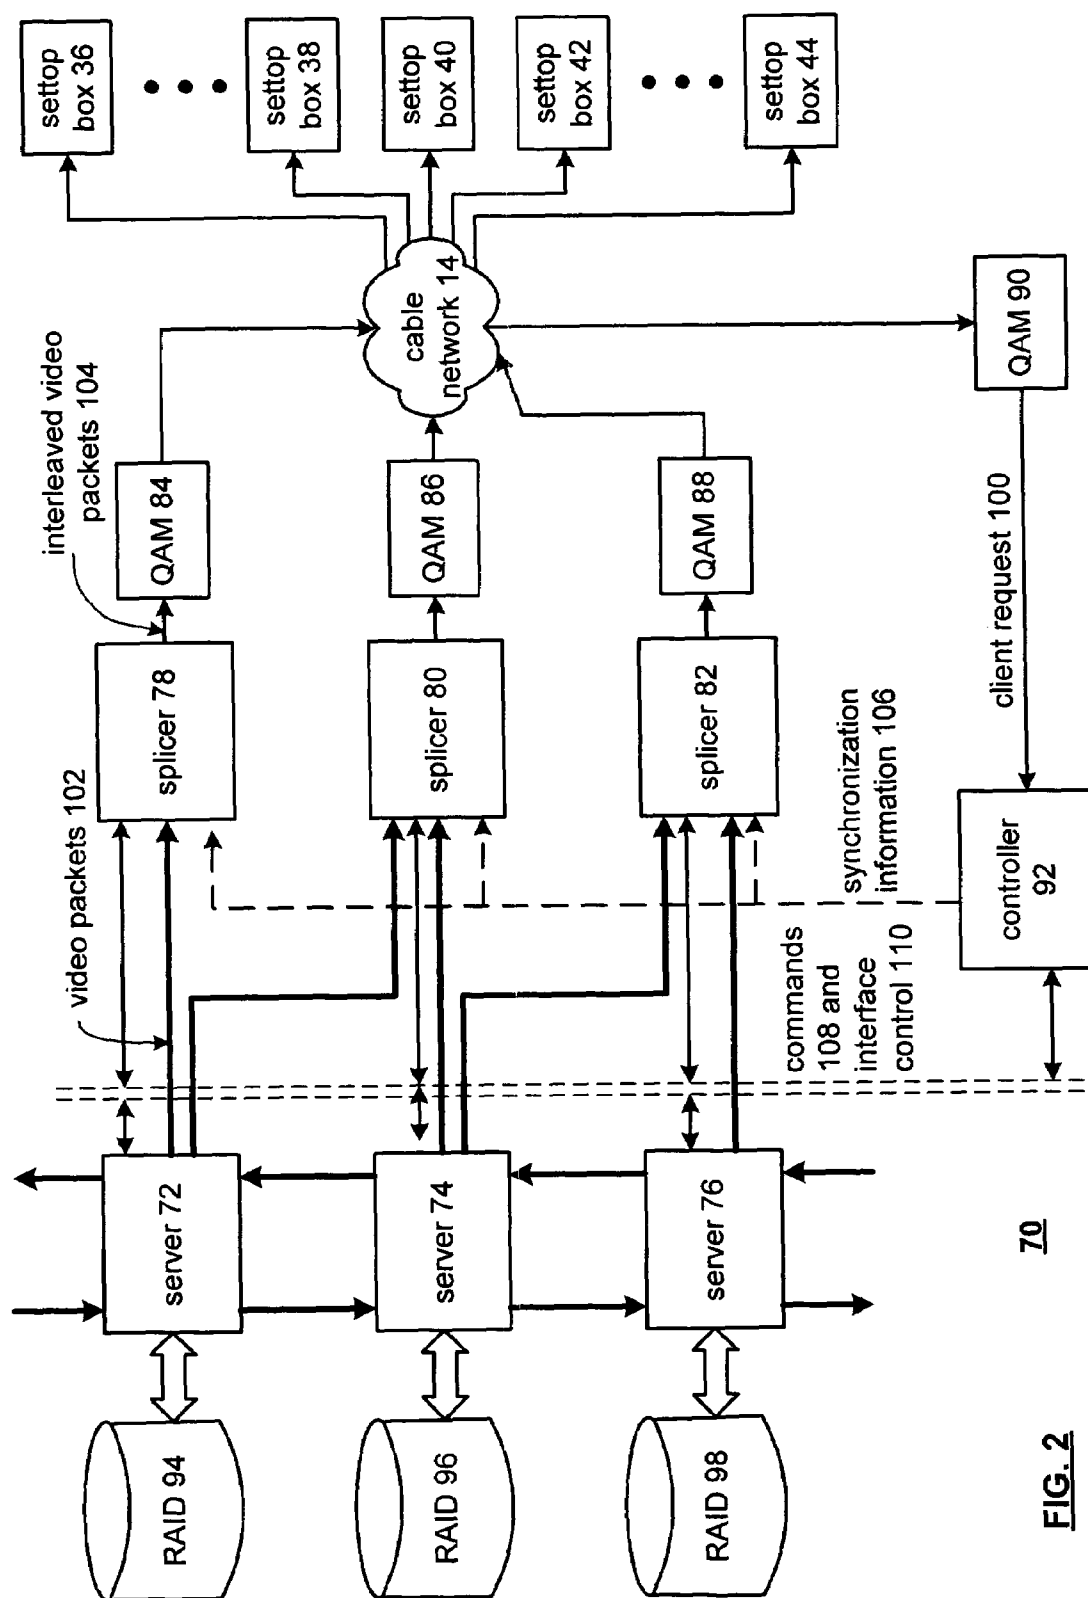 settop
box 36
settop
box 38
settop
box 40
settop
box 42
settop
box 44
cable
network 14
interleaved video
packets 104
QAM 84
QAM 86
QAM 88
QAM 90
video packets 102
splicer 78
splicer 80
splicer 82
client request 100
synchronization
information 106
controller
92
commands
108 and
interface
control 110
server 72
server 74
server 76
RAID 94
RAID 96
RAID 98
70
FIG. 2